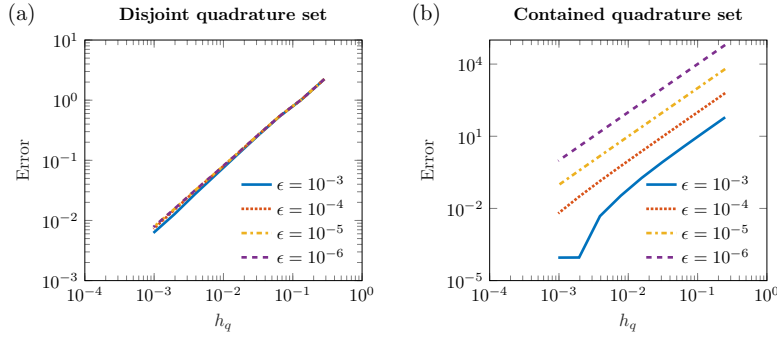 (a) Disjoint quadrature set
10^1
10^0
10^−1
10^−2
10^−3
Error
ϵ = 10^−3
ϵ = 10^−4
ϵ = 10^−5
ϵ = 10^−6
10^−4 10^−3 10^−2 10^−1 10^0
h_q
(b) Contained quadrature set
10^4
10^1
10^−2
10^−5
Error
ϵ = 10^−3
ϵ = 10^−4
ϵ = 10^−5
ϵ = 10^−6
10^−4 10^−3 10^−2 10^−1 10^0
h_q